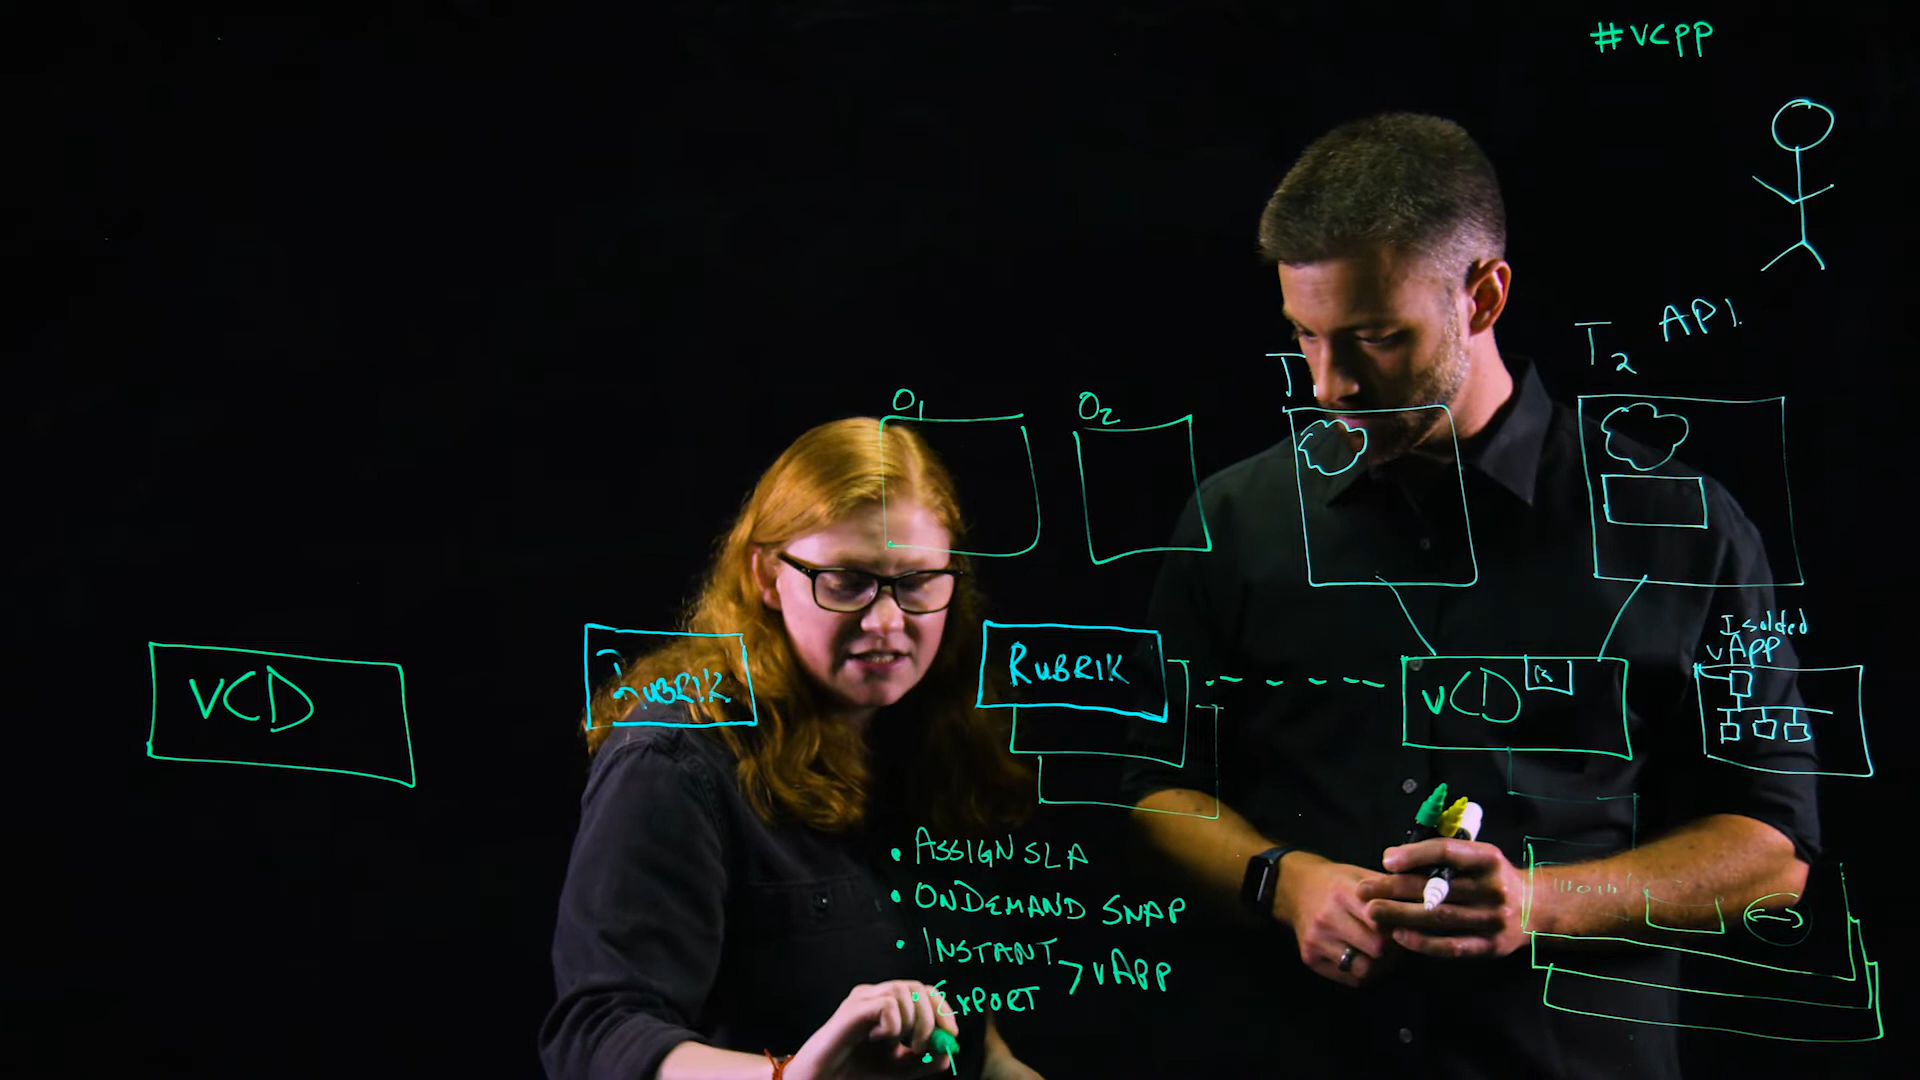 #VCPP
T2 API.
T
O1
O2
Isolated
vApp
VCD
RUBRIK
RUBRIK
vCD
R
• ASSIGN SLA
• ONDEMAND SNAP
• INSTANT
> vAPP
• EXPORT
•